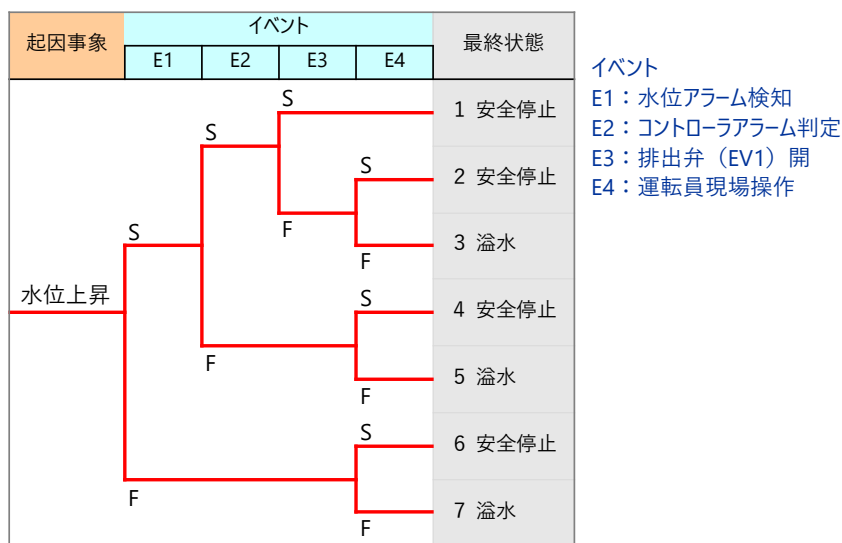 起因事象
イベント
最終状態
E1 E2 E3 E4
S
1 安全停止
S
S
2 安全停止
F
S
3 溢水
F
水位上昇
S
4 安全停止
F
5 溢水
F
S
6 安全停止
F
7 溢水
F
イベント
E1：水位アラーム検知
E2：コントローラアラーム判定
E3：排出弁（EV1）開
E4：運転員現場操作